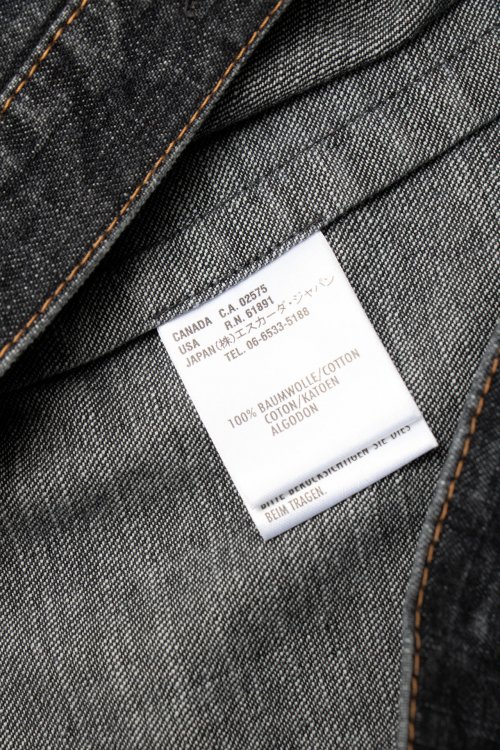 CANADA C.A. 02575
USA R.N. 61891
JAPAN(株)エスカーダ・ジャパン
TEL. 06-6533-5188
100% BAUMWOLLE/COTTON
COTON/KATOEN
ALGODON
BITTE BERÜCKSICHTIGEN SIE DIES
BEIM TRAGEN.